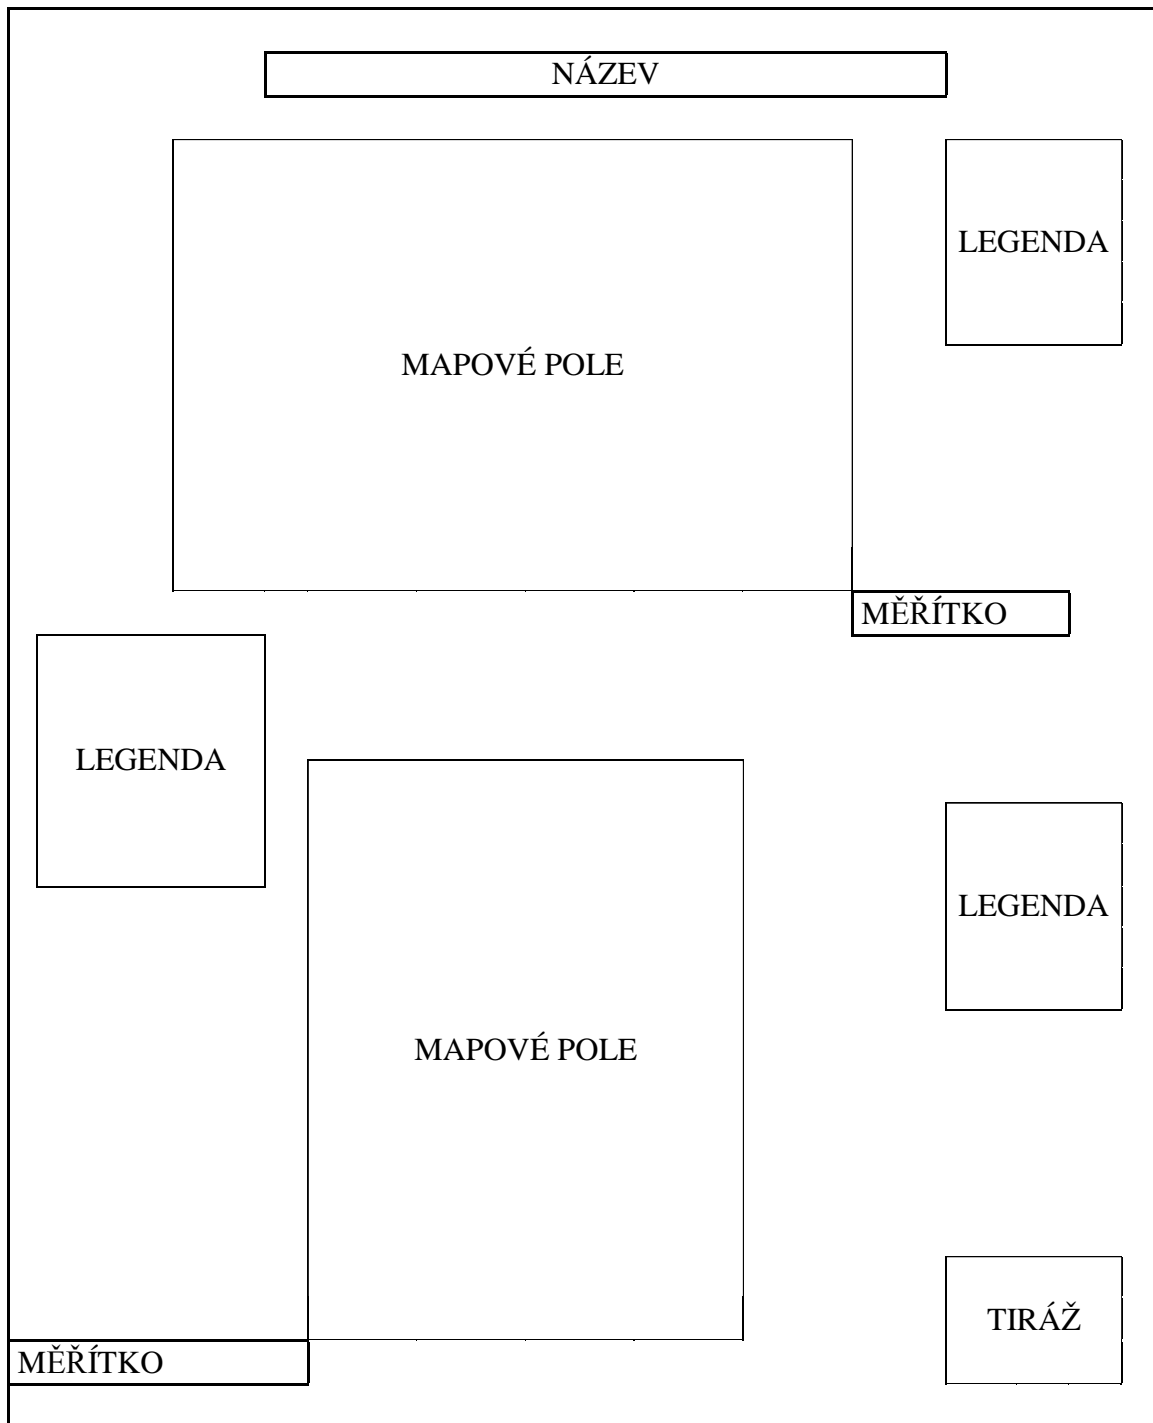 NÁZEV
LEGENDA
MAPOVÉ POLE
MĚŘÍTKO
LEGENDA
LEGENDA
MAPOVÉ POLE
TIRÁŽ
MĚŘÍTKO